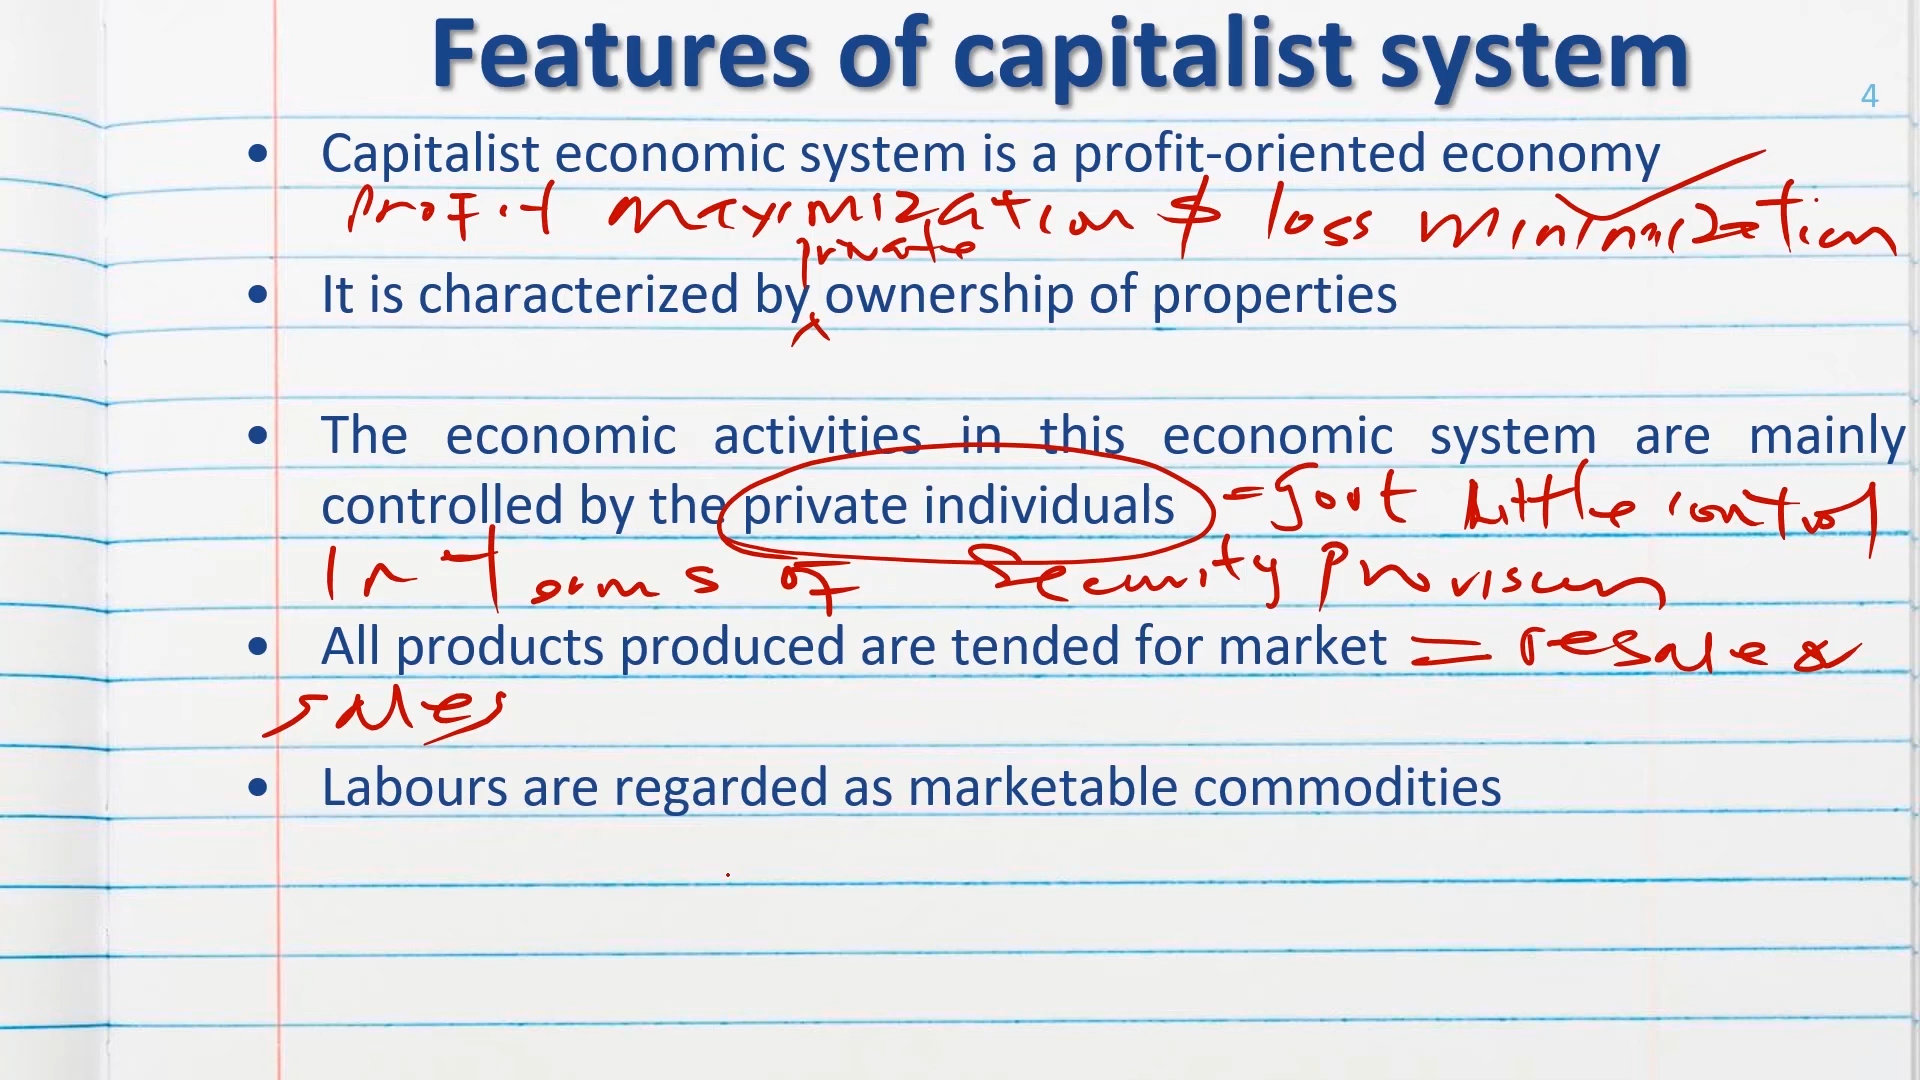 Features of capitalist system
4
• Capitalist economic system is a profit-oriented economy
profit maximization & loss minimization
private
• It is characterized by ownership of properties
• The economic activities in this economic system are mainly
controlled by the private individuals = Govt little control
In terms of security provision
• All products produced are tended for market = resale &
sales
• Labours are regarded as marketable commodities